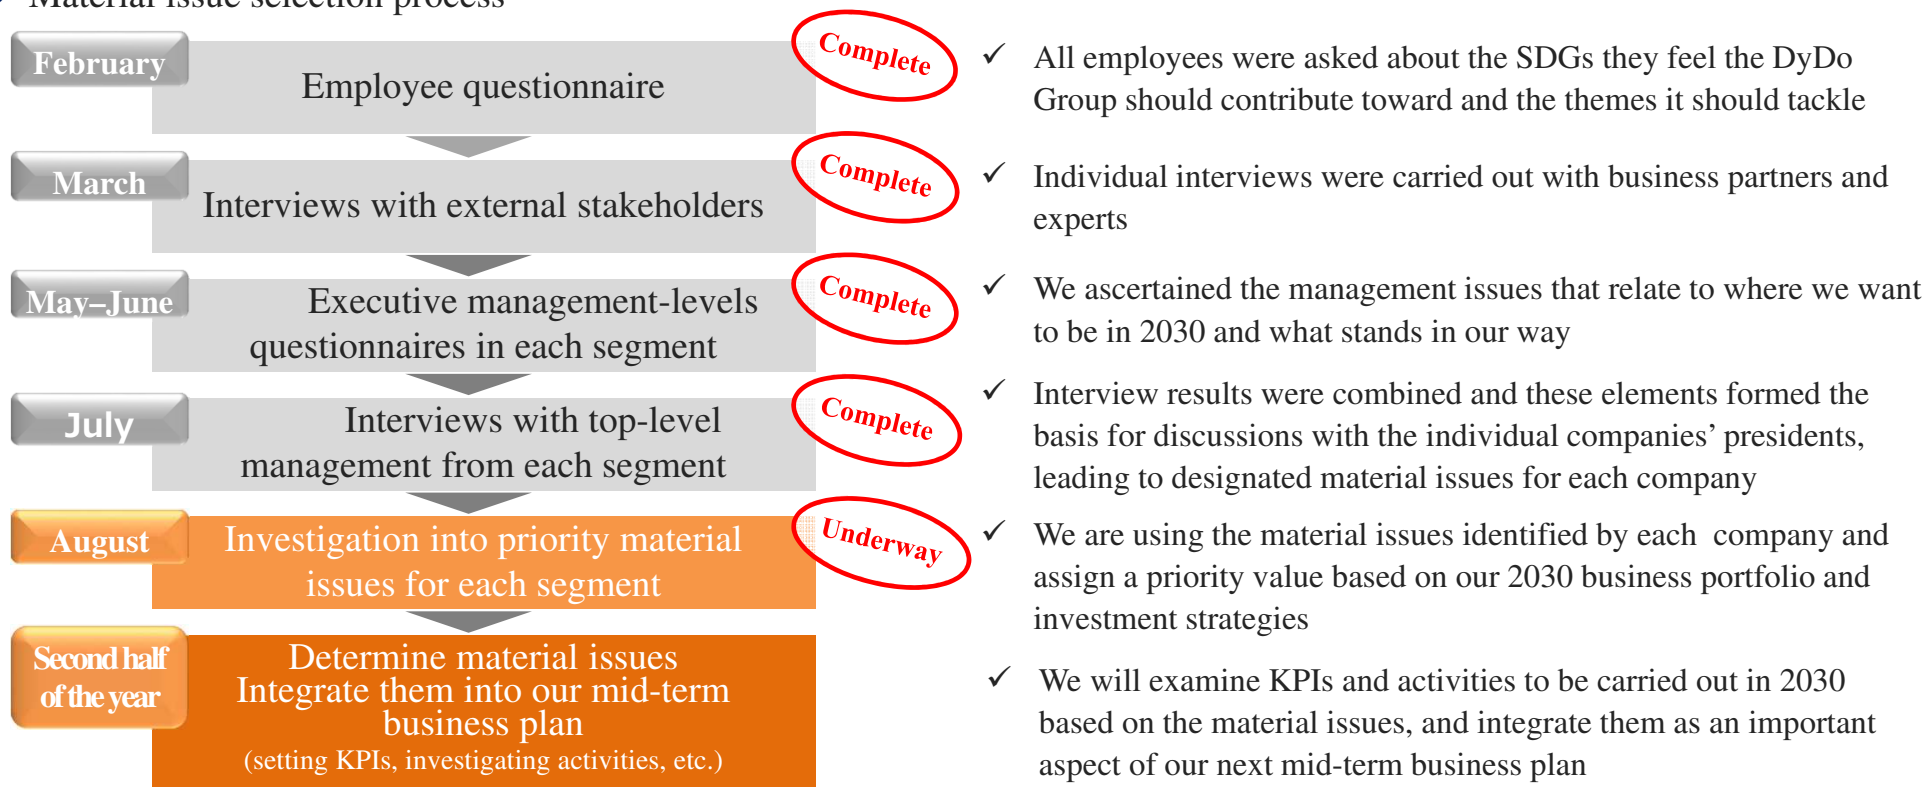 Material issue selection process
February
Employee questionnaire
Complete
✓ All employees were asked about the SDGs they feel the DyDo
Group should contribute toward and the themes it should tackle
March
Interviews with external stakeholders
Complete
✓ Individual interviews were carried out with business partners and
experts
May–June
Executive management-levels
questionnaires in each segment
Complete
✓ We ascertained the management issues that relate to where we want
to be in 2030 and what stands in our way
July
Interviews with top-level
management from each segment
Complete
✓ Interview results were combined and these elements formed the
basis for discussions with the individual companies’ presidents,
leading to designated material issues for each company
August
Investigation into priority material
issues for each segment
Underway
✓ We are using the material issues identified by each company and
assign a priority value based on our 2030 business portfolio and
investment strategies
Second half
of the year
Determine material issues
Integrate them into our mid-term
business plan
(setting KPIs, investigating activities, etc.)
✓ We will examine KPIs and activities to be carried out in 2030
based on the material issues, and integrate them as an important
aspect of our next mid-term business plan